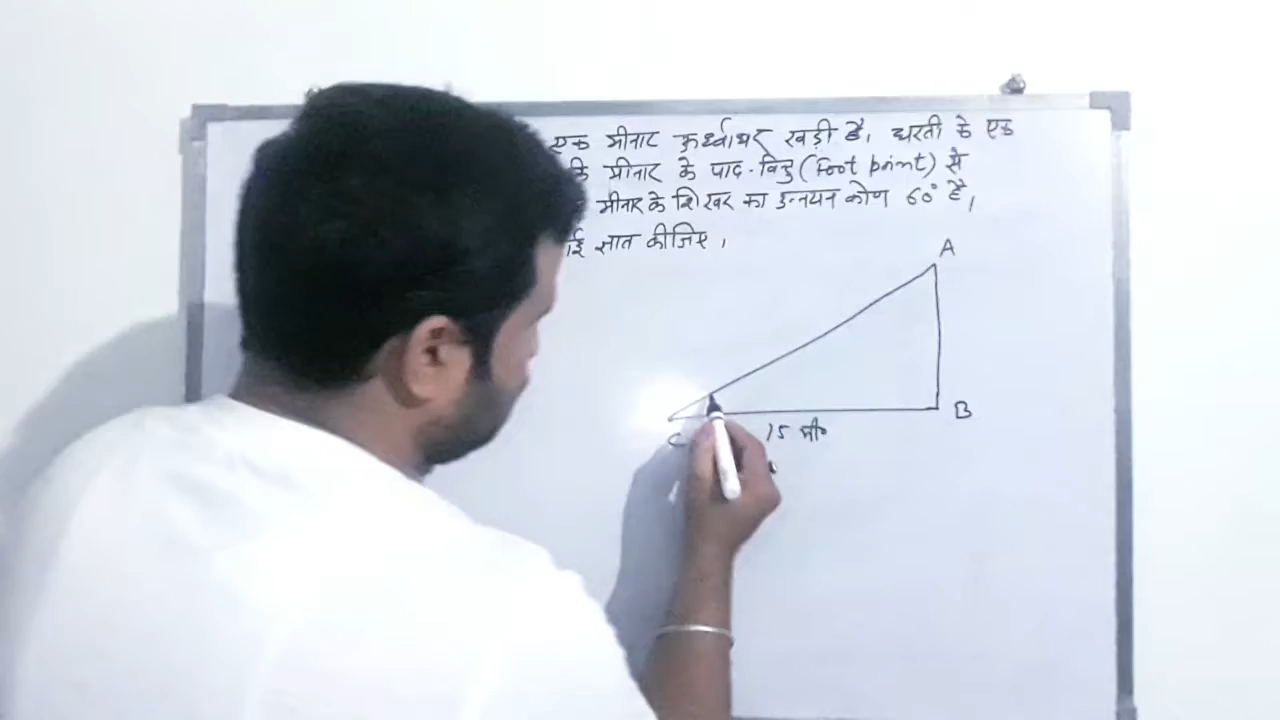 एक मीनार ऊर्ध्वाधर खड़ी है। धरती के एक
मीनार के पाद-बिंदु (Foot point) से
मीनार के शिखर का उन्नयन कोण 60° है,
ज्ञात कीजिए।
A
B
C
15 मी०